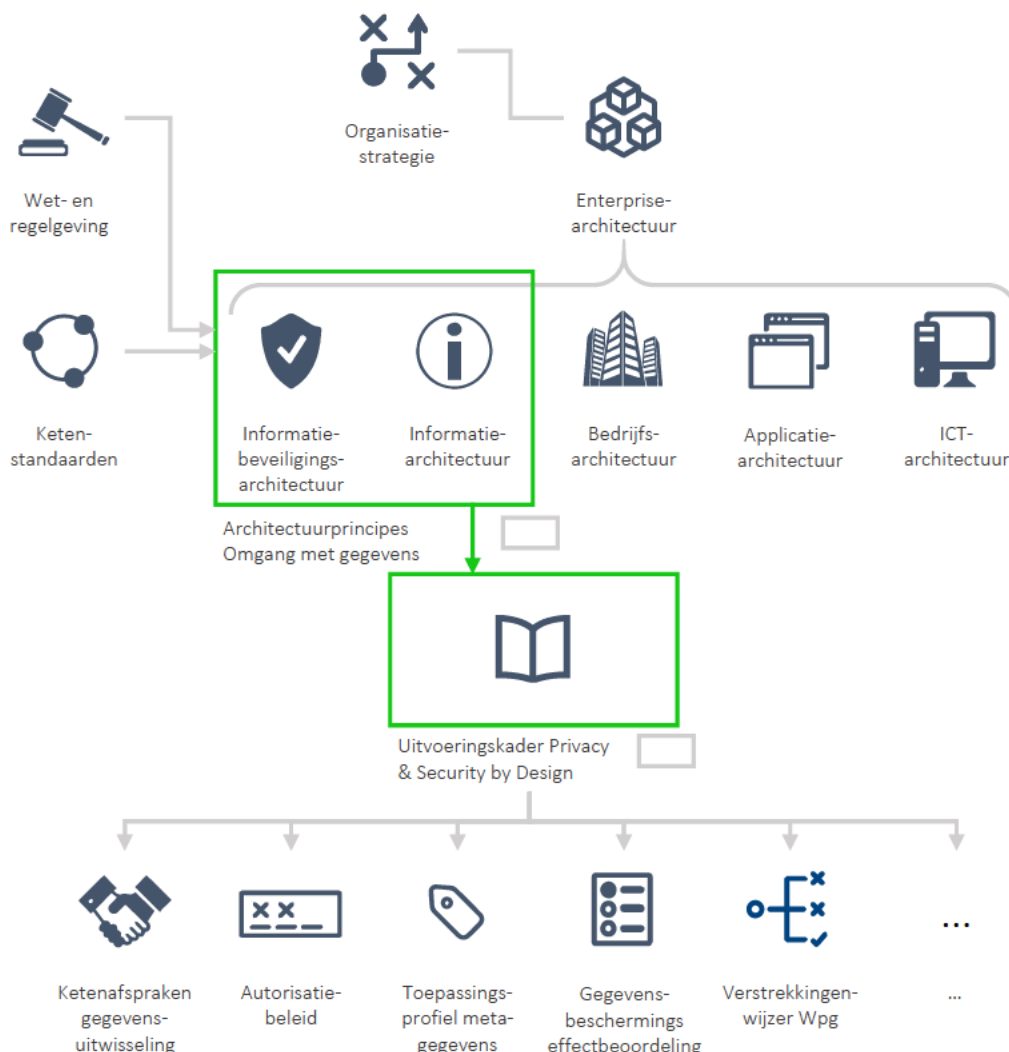 Organisatie-
strategie
Wet- en
regelgeving
Enterprise-
architectuur
Keten-
standaarden
Informatie-
beveiligings-
architectuur
Informatie-
architectuur
Bedrijfs-
architectuur
Applicatie-
architectuur
ICT-
architectuur
Architectuurprincipes
Omgang met gegevens
Uitvoeringskader Privacy
& Security by Design
...
Ketenafspraken
gegevens-
uitwisseling
Autorisatie-
beleid
Toepassings-
profiel meta-
gegevens
Gegevens-
beschermings
effectbeoordeling
Verstrekkingen-
wijzer Wpg
...